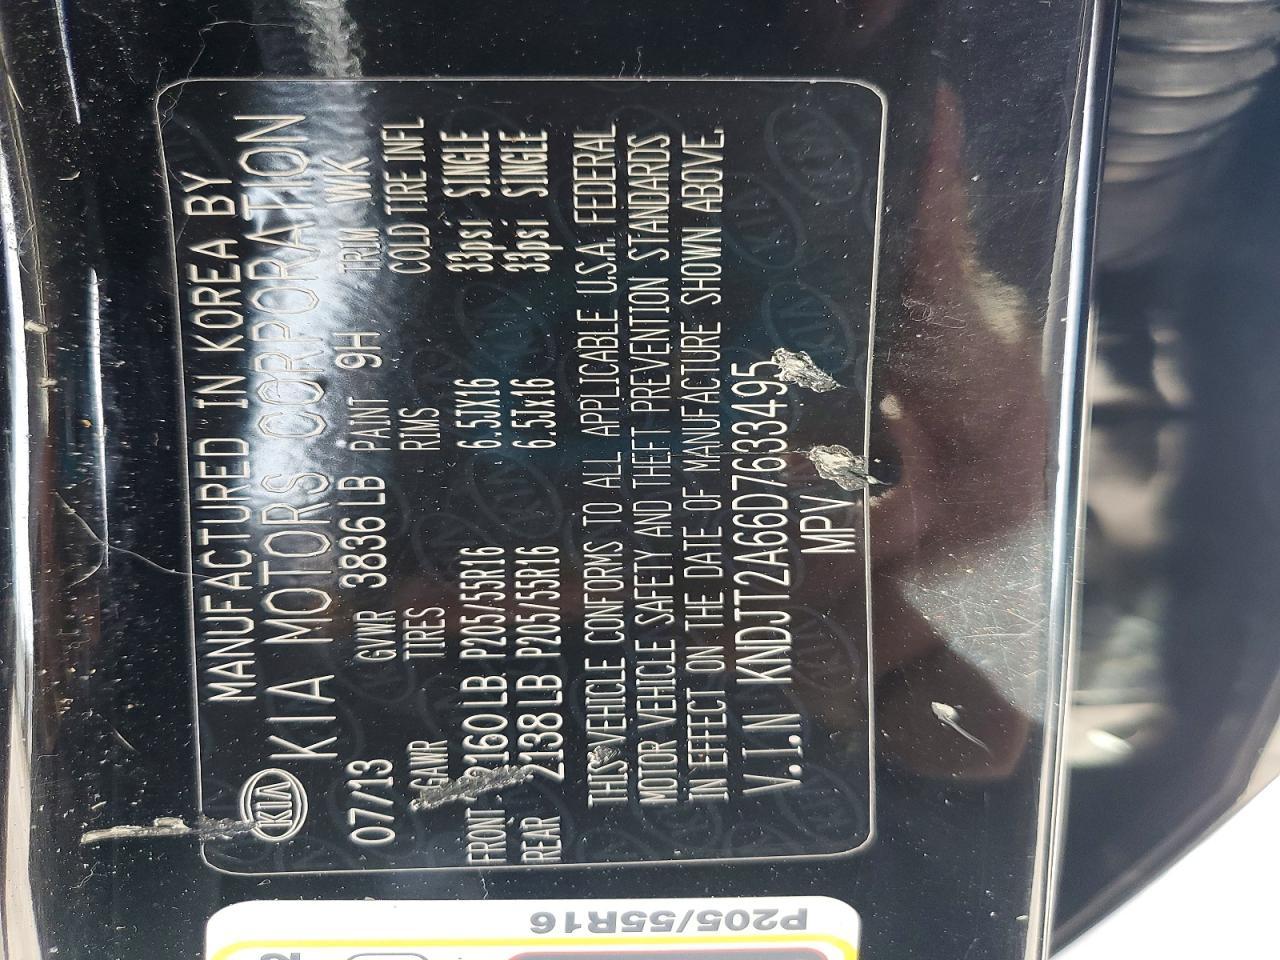 KIA
MANUFACTURED IN KOREA BY
KIA MOTORS CORPORATION
07/13 GVWR 3836 LB PAINT 9H TRIM WK
GAWR TIRES RIMS COLD TIRE INFL
FRONT 2160 LB P205/55R16 6.5Jx16 33psi SINGLE
REAR 2138 LB P205/55R16 6.5Jx16 33psi SINGLE
THIS VEHICLE CONFORMS TO ALL APPLICABLE U.S.A. FEDERAL
MOTOR VEHICLE SAFETY AND THEFT PREVENTION STANDARDS
IN EFFECT ON THE DATE OF MANUFACTURE SHOWN ABOVE.
V.I.N KNDJT2A66D7633495
MPV
P205/55R16